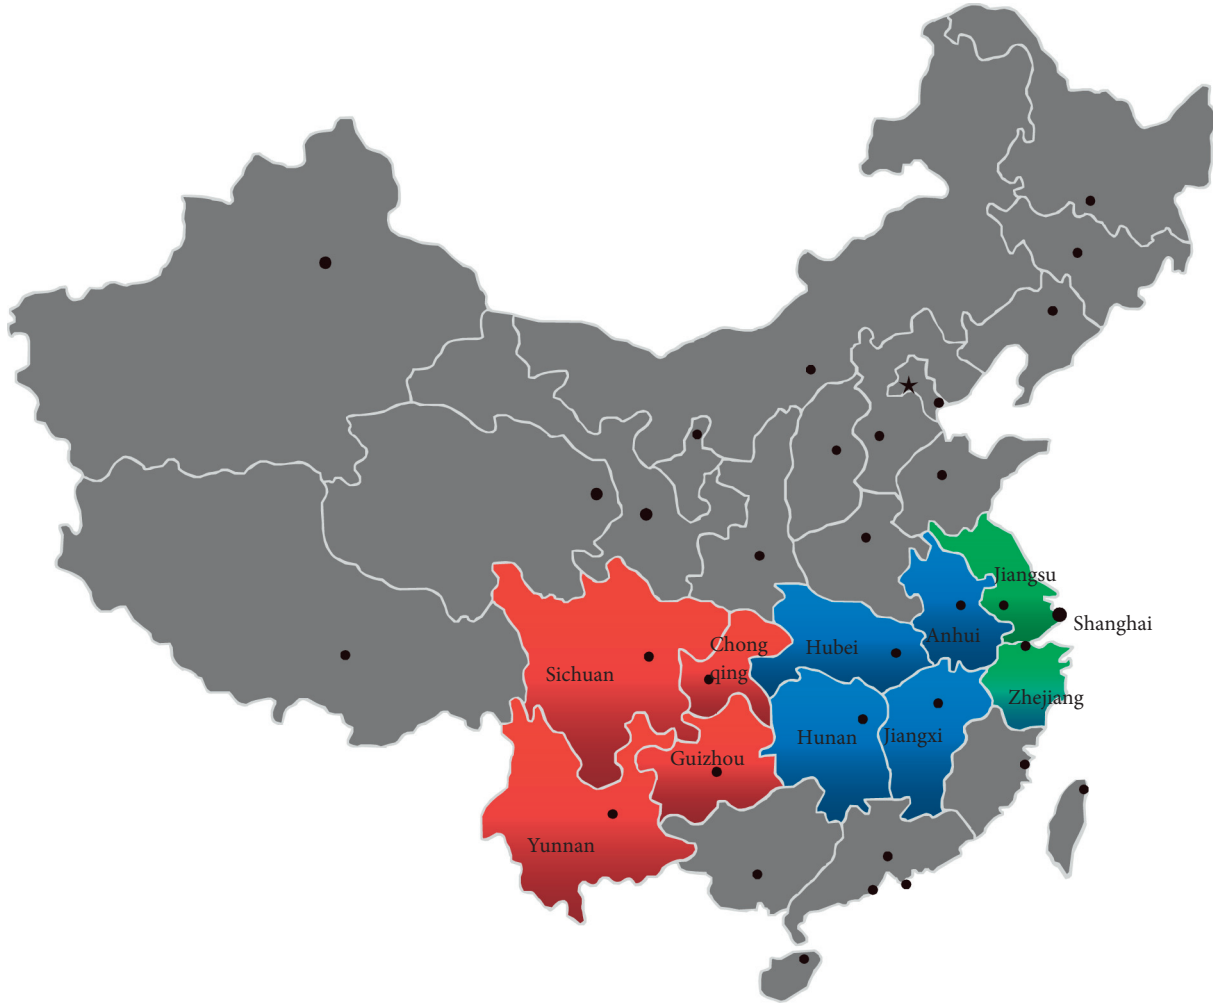 Jiangsu
Shanghai
Anhui
Hubei
Chong
qing
Sichuan
Zhejiang
Hunan
Jiangxi
Guizhou
Yunnan